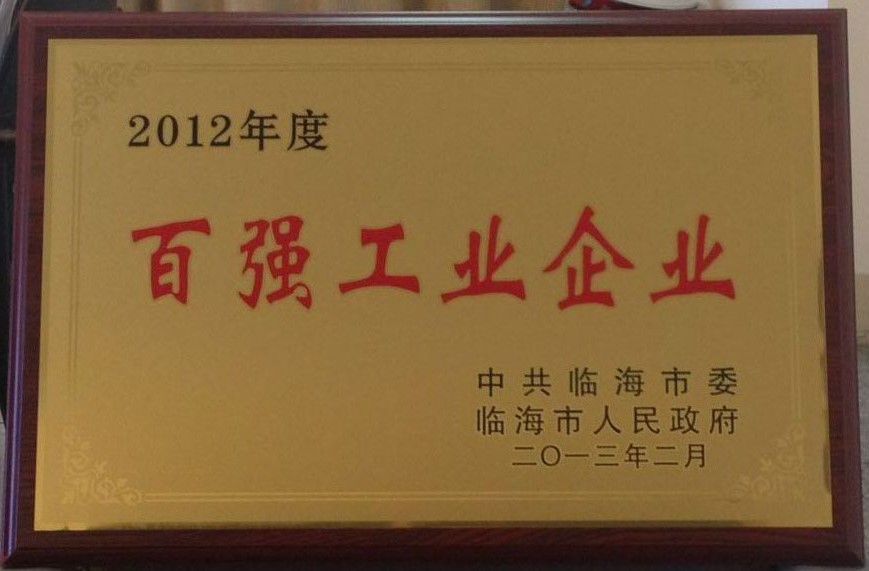 2012年度
百强工业企业
中共临海市委
临海市人民政府
二〇一三年二月